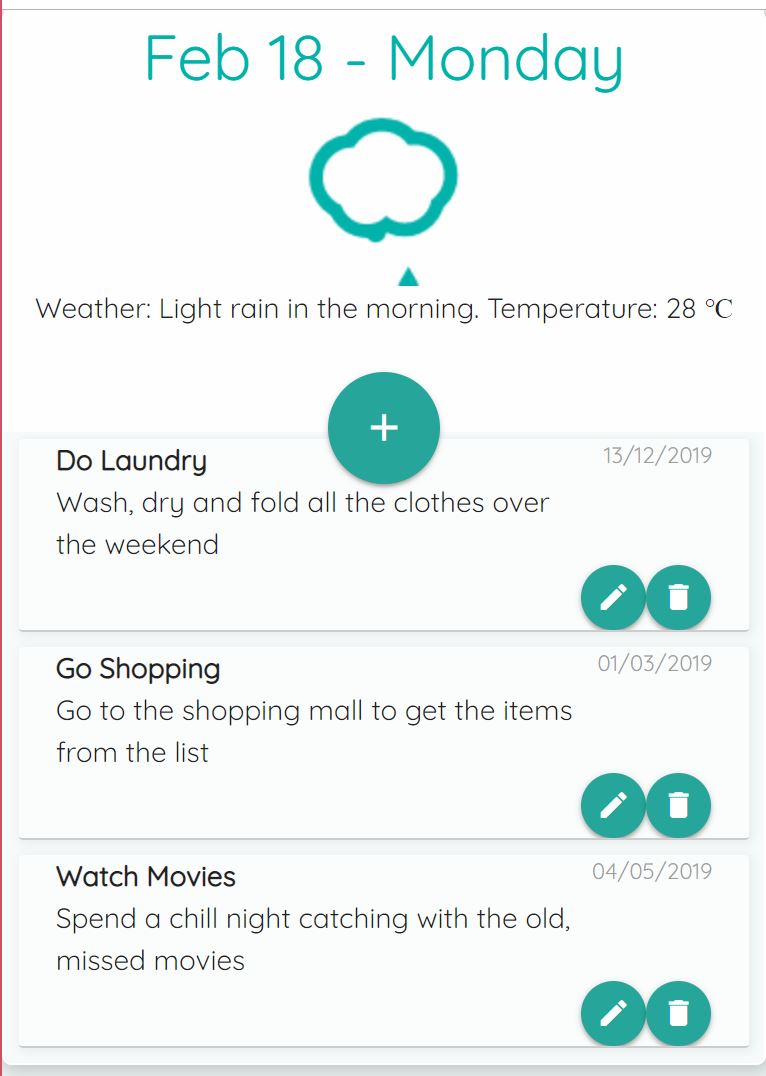 Feb 18 - Monday
Weather: Light rain in the morning. Temperature: 28 °C
+
Do Laundry 13/12/2019
Wash, dry and fold all the clothes over
the weekend
Go Shopping 01/03/2019
Go to the shopping mall to get the items
from the list
Watch Movies 04/05/2019
Spend a chill night catching with the old,
missed movies